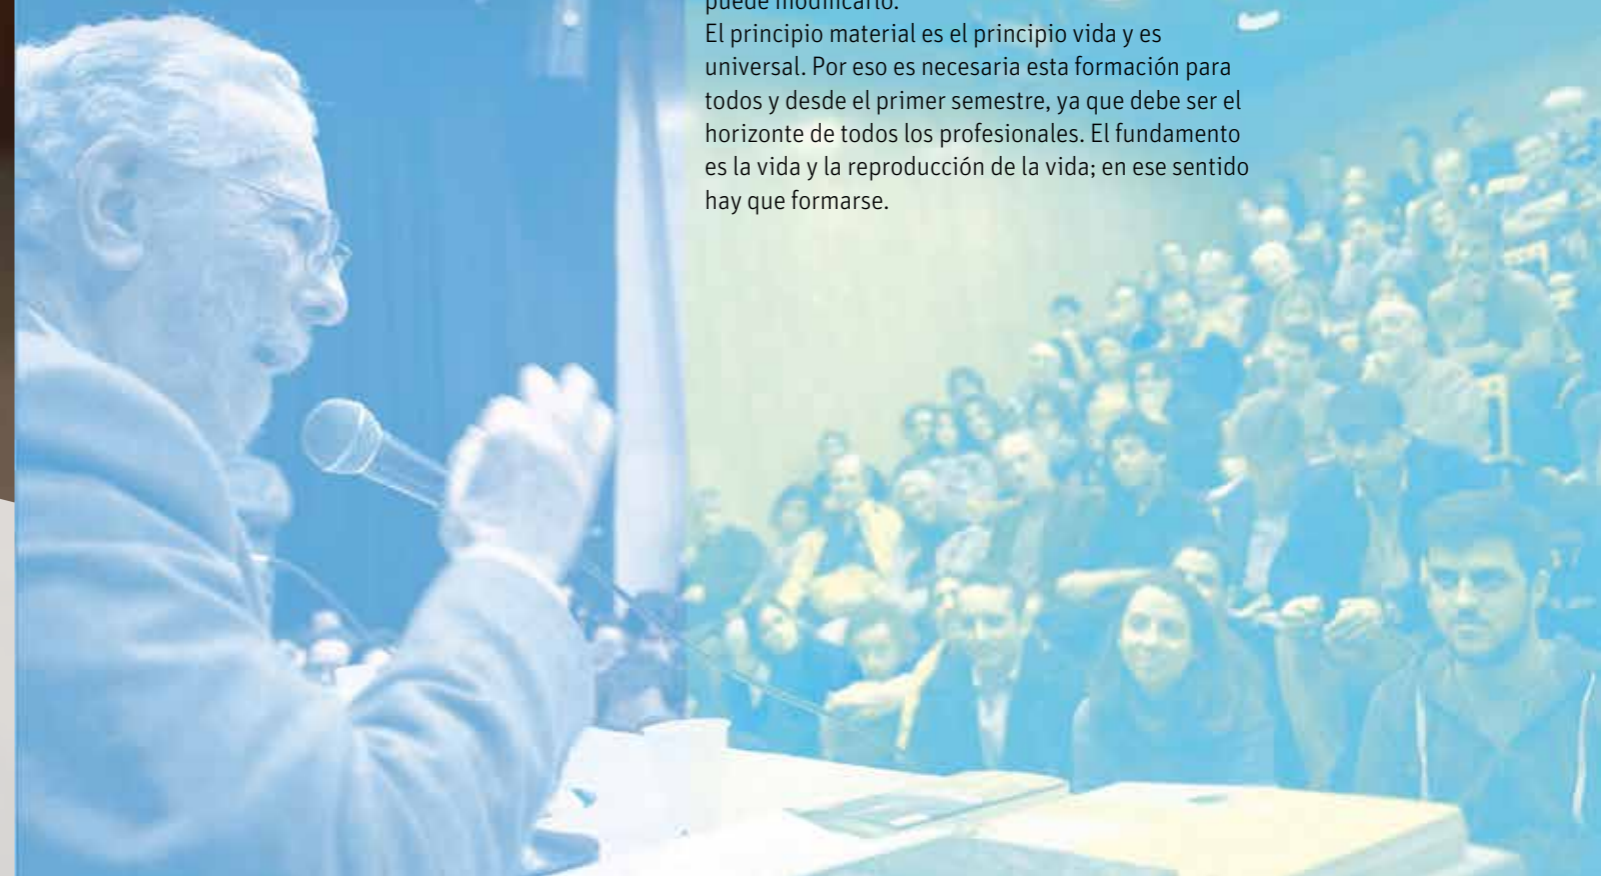 puede modificarlo.
El principio material es el principio vida y es
universal. Por eso es necesaria esta formación para
todos y desde el primer semestre, ya que debe ser el
horizonte de todos los profesionales. El fundamento
es la vida y la reproducción de la vida; en ese sentido
hay que formarse.